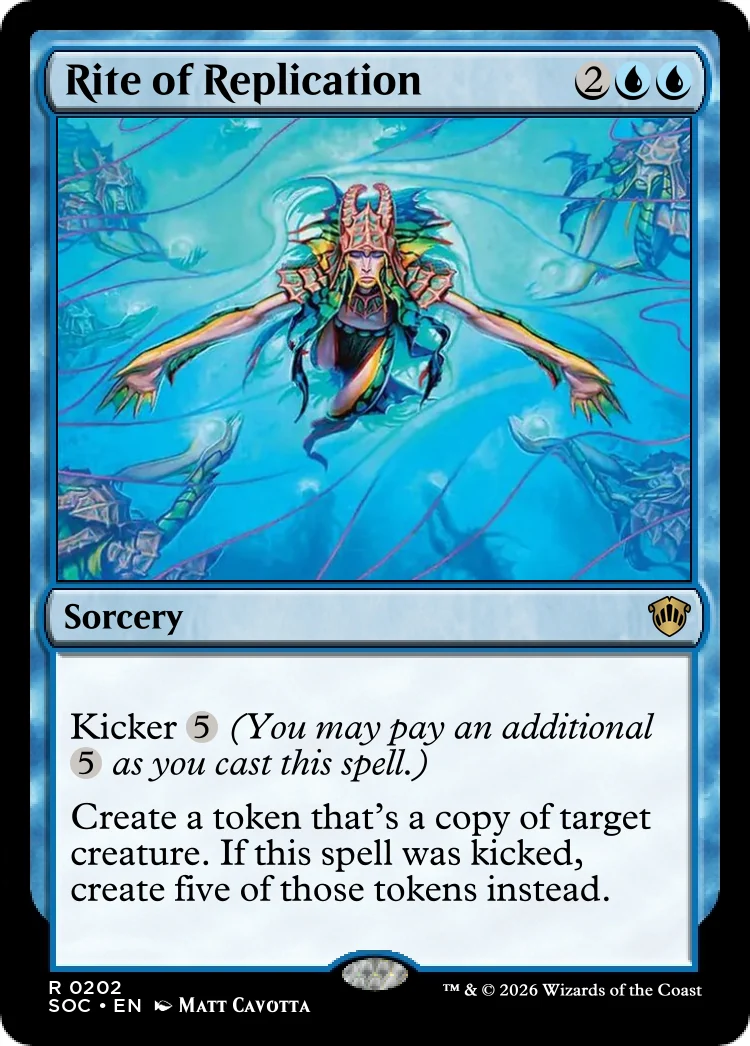 Rite of Replication 2
Sorcery
Kicker 5 (You may pay an additional
5 as you cast this spell.)
Create a token that's a copy of target
creature. If this spell was kicked,
create five of those tokens instead.
R 0202
SOC • EN Matt Cavotta
™ & © 2026 Wizards of the Coast